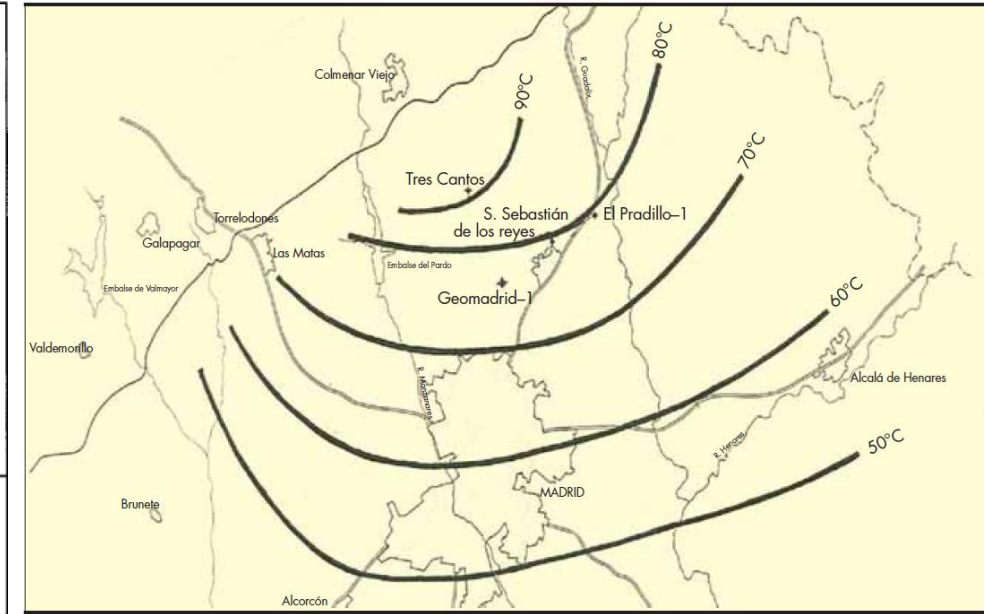 80°C
R. Guadalix
Colmenar Viejo
90°C
70°C
Tres Cantos
S. Sebastián
de los reyes
El Pradillo–1
Torrelodones
Galapagar
Las Matas
Embalse del Pardo
Embalse de Valmayor
Geomadrid–1
60°C
Valdemorillo
R. Manzanares
Alcalá de Henares
R. Henares
50°C
MADRID
Brunete
Alcorcón